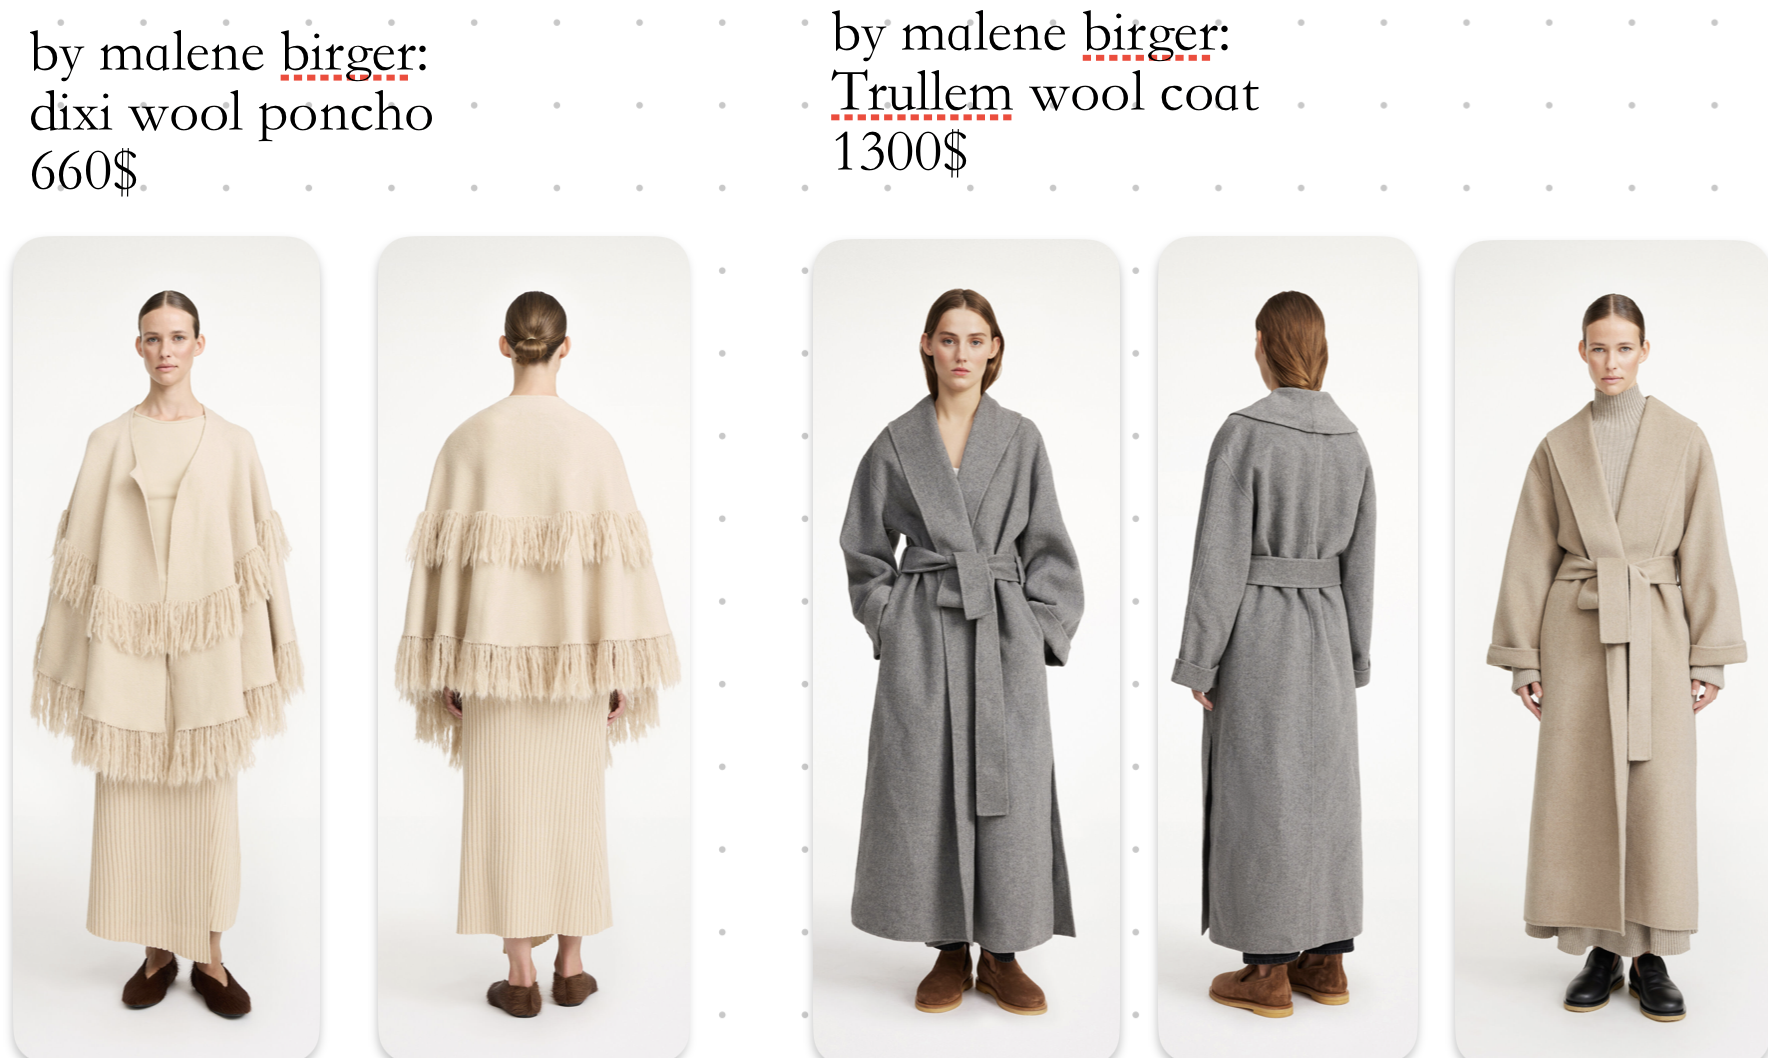 by malene birger:
dixi wool poncho
660$
by malene birger:
Trullem wool coat
1300$